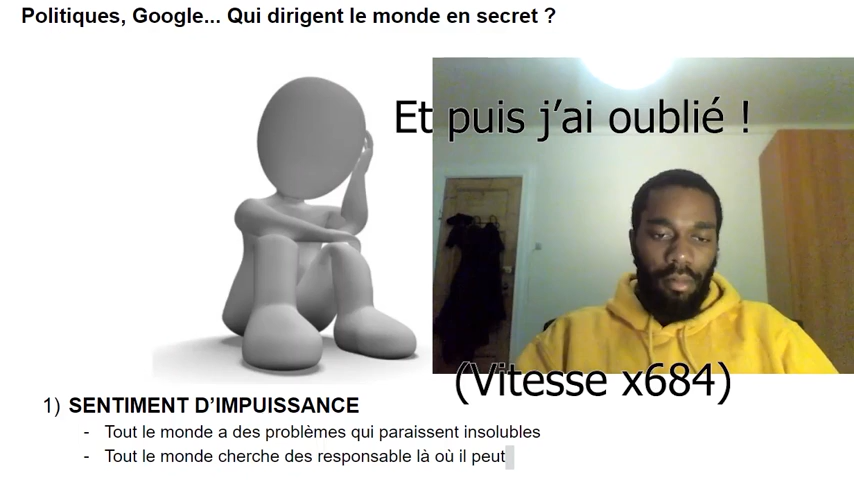 Politiques, Google... Qui dirigent le monde en secret ?
Et puis j'ai oublié !
(Vitesse x684)
1) SENTIMENT D'IMPUISSANCE
- Tout le monde a des problèmes qui paraissent insolubles
- Tout le monde cherche des responsable là où il peut